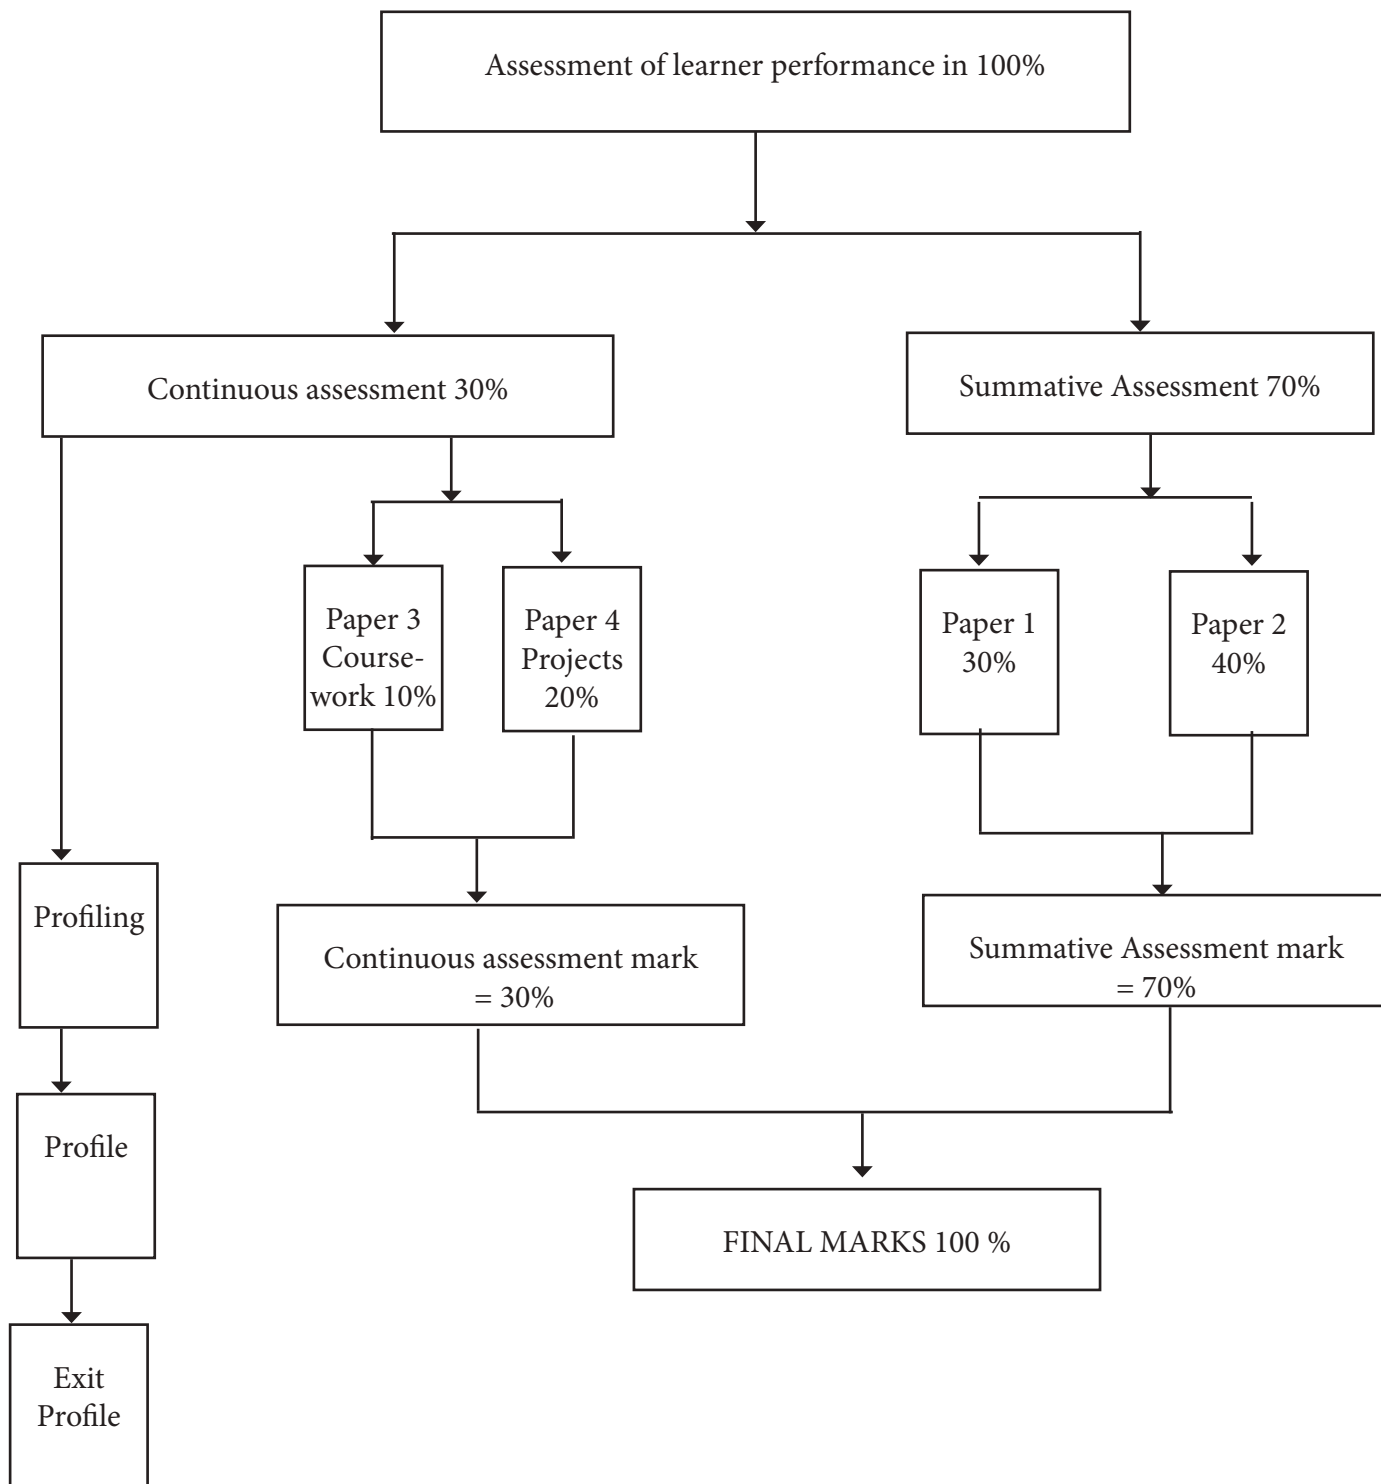 Assessment of learner performance in 100%
Continuous assessment 30%
Summative Assessment 70%
Paper 3
Course-
work 10%
Paper 4
Projects
20%
Paper 1
30%
Paper 2
40%
Profiling
Continuous assessment mark
= 30%
Summative Assessment mark
= 70%
Profile
FINAL MARKS 100 %
Exit
Profile